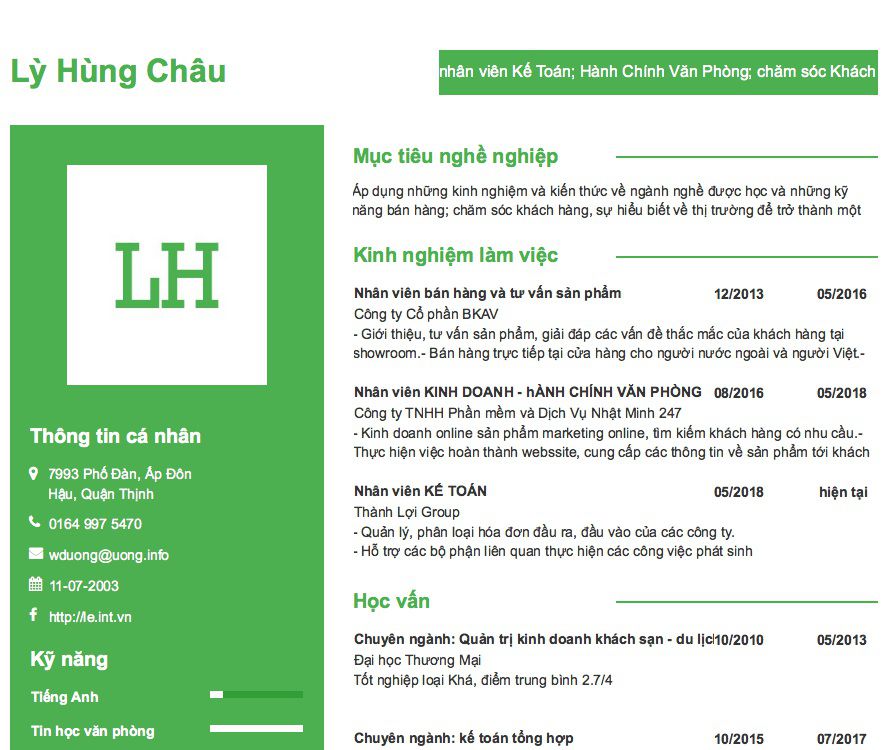 Lỳ Hùng Châu
nhân viên Kế Toán; Hành Chính Văn Phòng; chăm sóc Khách
LH
Thông tin cá nhân
7993 Phố Đàn, Ấp Đôn
Hậu, Quận Thịnh
0164 997 5470
wduong@uong.info
11-07-2003
http://le.int.vn
Kỹ năng
Tiếng Anh
Tin học văn phòng
Mục tiêu nghề nghiệp
Áp dụng những kinh nghiệm và kiến thức về ngành nghề được học và những kỹ
năng bán hàng; chăm sóc khách hàng, sự hiểu biết về thị trường để trở thành một
Kinh nghiệm làm việc
Nhân viên bán hàng và tư vấn sản phẩm 12/2013 05/2016
Công ty Cổ phần BKAV
- Giới thiệu, tư vấn sản phẩm, giải đáp các vấn đề thắc mắc của khách hàng tại
showroom.- Bán hàng trực tiếp tại cửa hàng cho người nước ngoài và người Việt.-
Nhân viên KINH DOANH - hÀNH CHÍNH VĂN PHÒNG 08/2016 05/2018
Công ty TNHH Phần mềm và Dịch Vụ Nhật Minh 247
- Kinh doanh online sản phẩm marketing online, tìm kiếm khách hàng có nhu cầu.-
Thực hiện việc hoàn thành webssite, cung cấp các thông tin về sản phẩm tới khách
Nhân viên KẾ TOÁN 05/2018 hiện tại
Thành Lợi Group
- Quản lý, phân loại hóa đơn đầu ra, đầu vào của các công ty.
- Hỗ trợ các bộ phận liên quan thực hiện các công việc phát sinh
Học vấn
Chuyên ngành: Quản trị kinh doanh khách sạn - du lịc 10/2010 05/2013
Đại học Thương Mại
Tốt nghiệp loại Khá, điểm trung bình 2.7/4
Chuyên ngành: kế toán tổng hợp 10/2015 07/2017